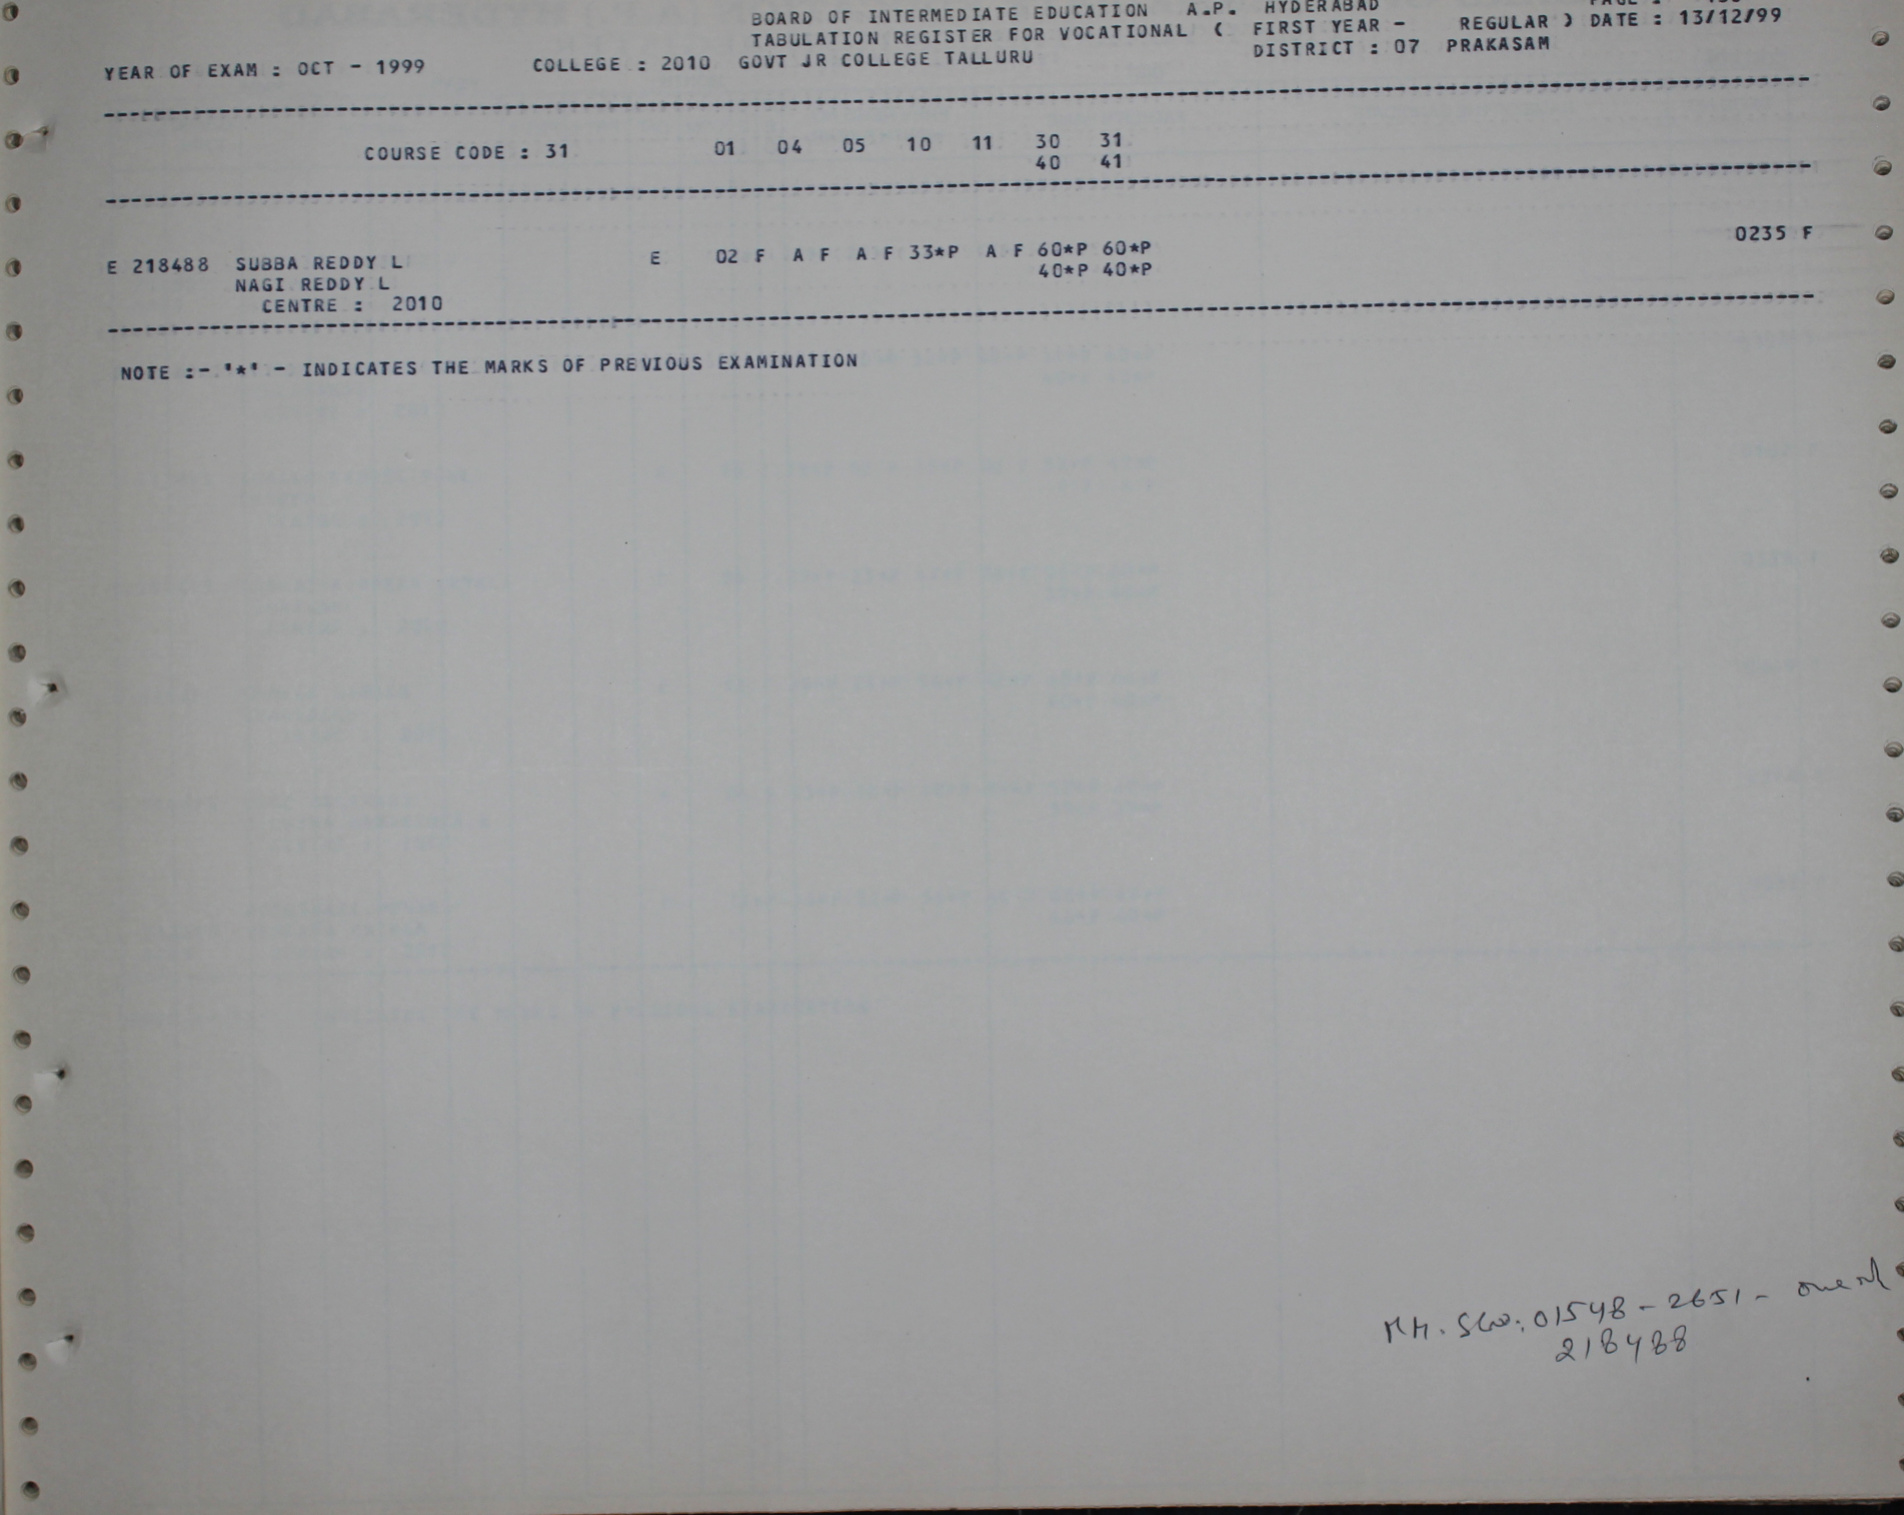 BOARD OF INTERMEDIATE EDUCATION A.P. HYDERABAD
TABULATION REGISTER FOR VOCATIONAL ( FIRST YEAR - REGULAR ) DATE : 13/12/99
YEAR OF EXAM : OCT - 1999 COLLEGE : 2010 GOVT JR COLLEGE TALLURU DISTRICT : 07 PRAKASAM
COURSE CODE : 31 01 04 05 10 11 30 31
40 41
E 218488 SUBBA REDDY L E 02 F A F A F 33*P A F 60*P 60*P 0235 F
NAGI REDDY L 40*P 40*P
CENTRE : 2010
NOTE :- '*' - INDICATES THE MARKS OF PREVIOUS EXAMINATION
01548 - 2651 -
218488